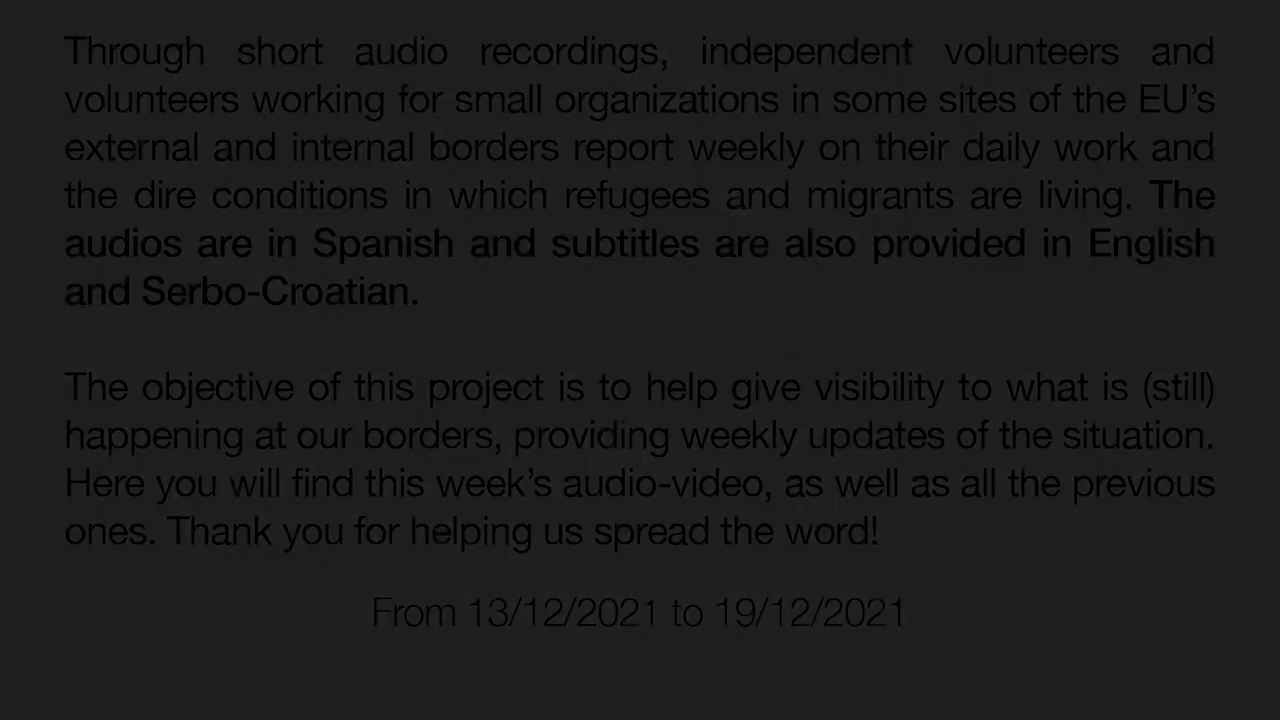 Through short audio recordings, independent volunteers and
volunteers working for small organizations in some sites of the EU’s
external and internal borders report weekly on their daily work and
the dire conditions in which refugees and migrants are living. The
audios are in Spanish and subtitles are also provided in English
and Serbo-Croatian.
The objective of this project is to help give visibility to what is (still)
happening at our borders, providing weekly updates of the situation.
Here you will find this week’s audio-video, as well as all the previous
ones. Thank you for helping us spread the word!
From 13/12/2021 to 19/12/2021